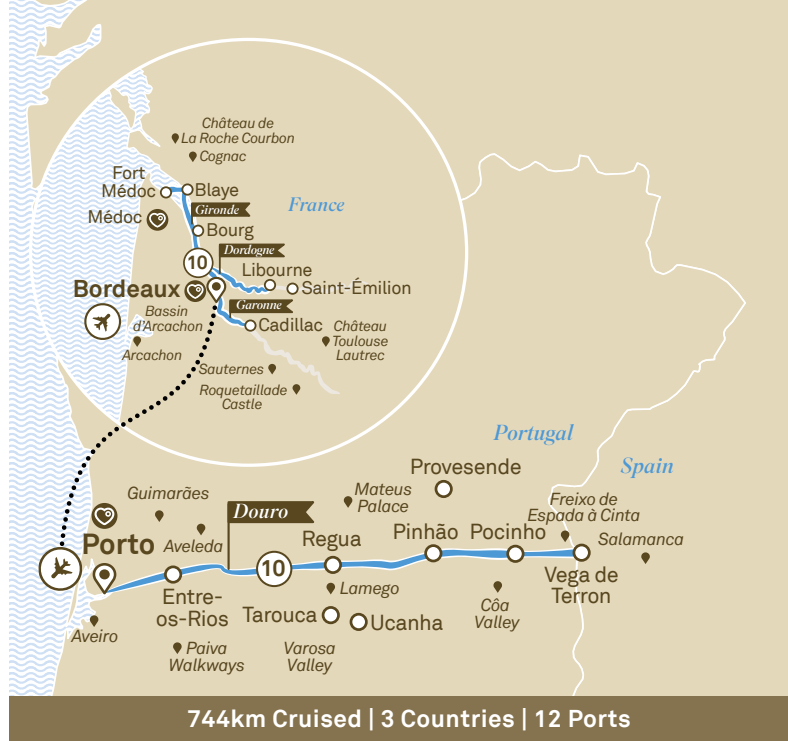 Château de
La Roche Courbon
Cognac
Fort
Médoc
Blaye
France
Gironde
Médoc
Bourg
Dordogne
10
Libourne
Bordeaux
Saint-Émilion
Garonne
Bassin
d'Arcachon
Cadillac
Château
Toulouse
Lautrec
Arcachon
Sauternes
Roquetaillade
Castle
Portugal
Spain
Provesende
Guimarães
Mateus
Palace
Freixo de
Espada à Cinta
Douro
Aveleda
Regua
Pinhão
Pocinho
Salamanca
Porto
10
Vega de
Terron
Entre-
os-Rios
Lamego
Côa
Valley
Tarouca
Ucanha
Aveiro
Paiva
Walkways
Varosa
Valley
744km Cruised | 3 Countries | 12 Ports